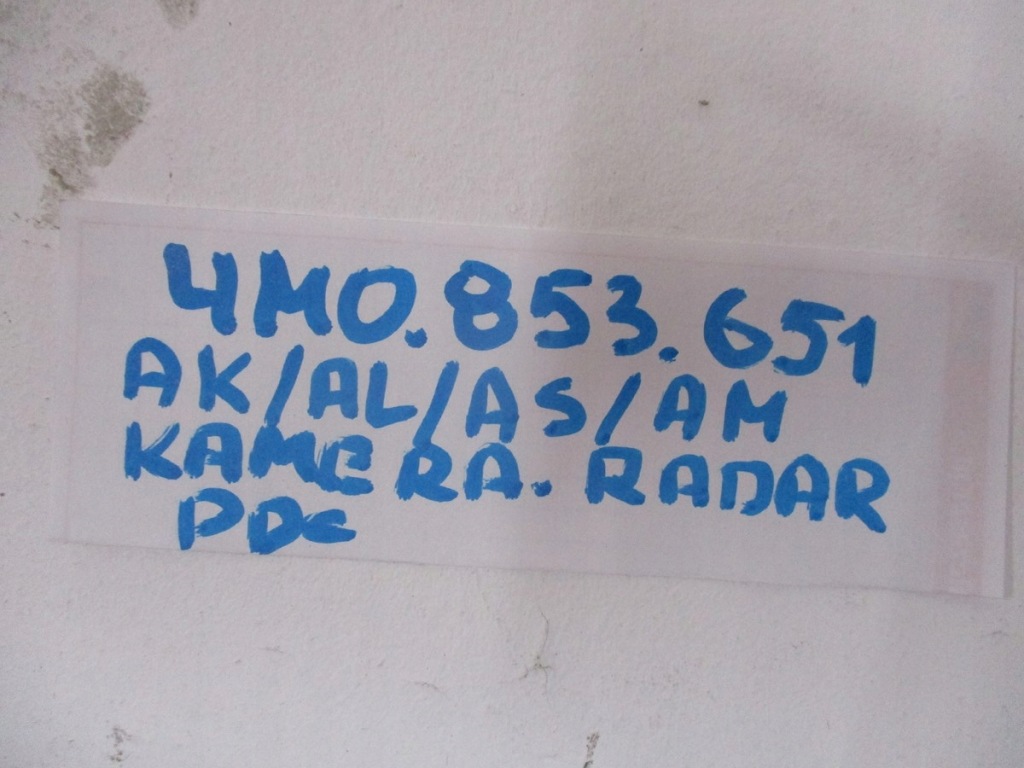 4M0.853.651
AK/AL/AS/AM
KAMERA. RADAR
PDC